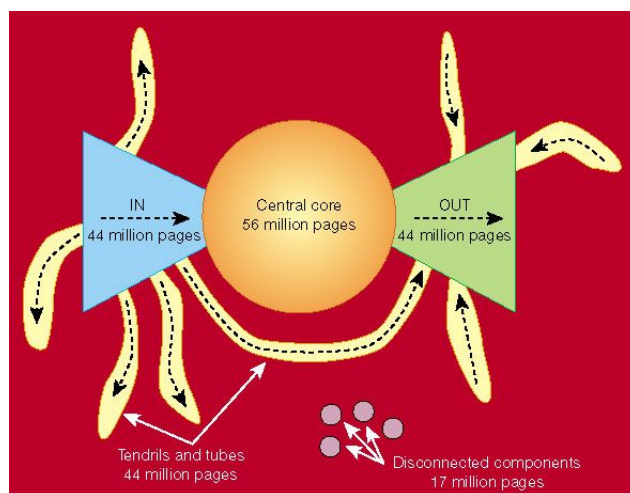 IN
44 million pages
Central core
56 million pages
OUT
44 million pages
Tendrils and tubes
44 million pages
Disconnected components
17 million pages